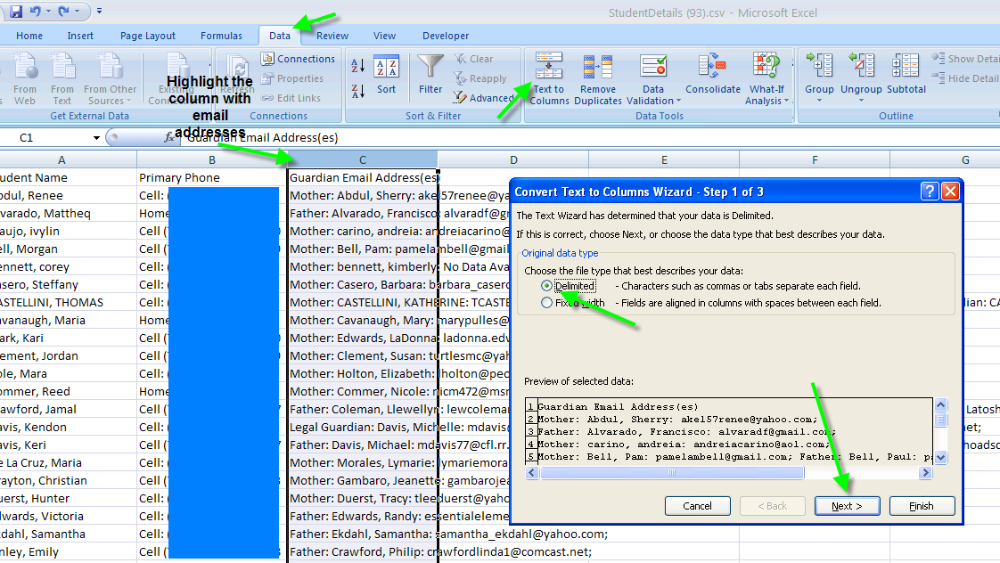 StudentDetails (93).csv - Microsoft Excel
Home Insert Page Layout Formulas Data Review View Developer
From Web
From Text
From Other Sources
Existing
Refresh
Connections
Properties
Edit Links
Sort
Filter
Clear
Reapply
Advanced
Text to Columns
Remove Duplicates
Data Validation
Consolidate
What-If Analysis
Group
Ungroup
Subtotal
Show Detai
Hide Detail
Get External Data Connections Sort & Filter Data Tools Outline
Highlight the
column with
email
addresses
C1 fx Guardian Email Address(es)
A B C D E F G
udent Name Primary Phone Guardian Email Address(es)
bdul, Renee Cell: ( Mother: Abdul, Sherry: akel57renee@ya
lvarado, Mattheq Home Father: Alvarado, Francisco: alvaradf@gm
aujo, ivylin Cell ( Mother: carino, andreia: andreiacarino@
ell, Morgan Cell ( Mother: Bell, Pam: pamelambell@gmail
ennett, corey Cell: ( Mother: bennett, kimberly: No Data Ava
asero, Steffany Cell: ( Mother: Casero, Barbara: barbara_casero
ASTELLINI, THOMAS Cell: ( Mother: CASTELLINI, KATHERINE: TCASTE dian: CA
avanaugh, Maria Home Mother: Cavanaugh, Mary: marypulles@
ark, Kari Cell ( Mother: Edwards, LaDonna: ladonna.edw
ement, Jordan Cell: ( Mother: Clement, Susan: turtlesmc@yah
ole, Mara Cell: ( Mother: Holton, Elizabeth: lholton@peo
ommer, Reed Home Mother: Commer, Nicole: nicm472@msn
rawford, Jamal Cell: ( Father: Coleman, Llewellyn: lewcoleman Latosh
avis, Kendon Cell: ( Legal Guardian: Davis, Michelle: mdavis net;
avis, Keri Cell (7 Father: Davis, Michael: mdavis77@cfl.rr. hoadsc
e La Cruz, Maria Cell: ( Mother: Morales, Lymarie: lymariemora
rayton, Christian Cell ( Mother: Gambaro, Jeanette: gambarojea
uerst, Hunter Cell: ( Mother: Duerst, Tracy: tleeduerst@yaho
dwards, Victoria Cell: ( Father: Edwards, Randy: essentialeleme
kdahl, Samantha Cell: ( Father: Ekdahl, Samantha: samantha_ekdahl@yahoo.com;
nley, Emily Cell ( Father: Crawford, Philip: crawfordlinda1@comcast.net;
Convert Text to Columns Wizard - Step 1 of 3
The Text Wizard has determined that your data is Delimited.
If this is correct, choose Next, or choose the data type that best describes your data.
Original data type
Choose the file type that best describes your data:
Delimited - Characters such as commas or tabs separate each field.
Fixed width - Fields are aligned in columns with spaces between each field.
Preview of selected data:
1 Guardian Email Address(es)
2 Mother: Abdul, Sherry: akel57renee@yahoo.com;
3 Father: Alvarado, Francisco: alvaradf@gmail.com;
4 Mother: carino, andreia: andreiacarino@aol.com;
5 Mother: Bell, Pam: pamelambell@gmail.com; Father: Bell, Paul: p
Cancel < Back Next > Finish